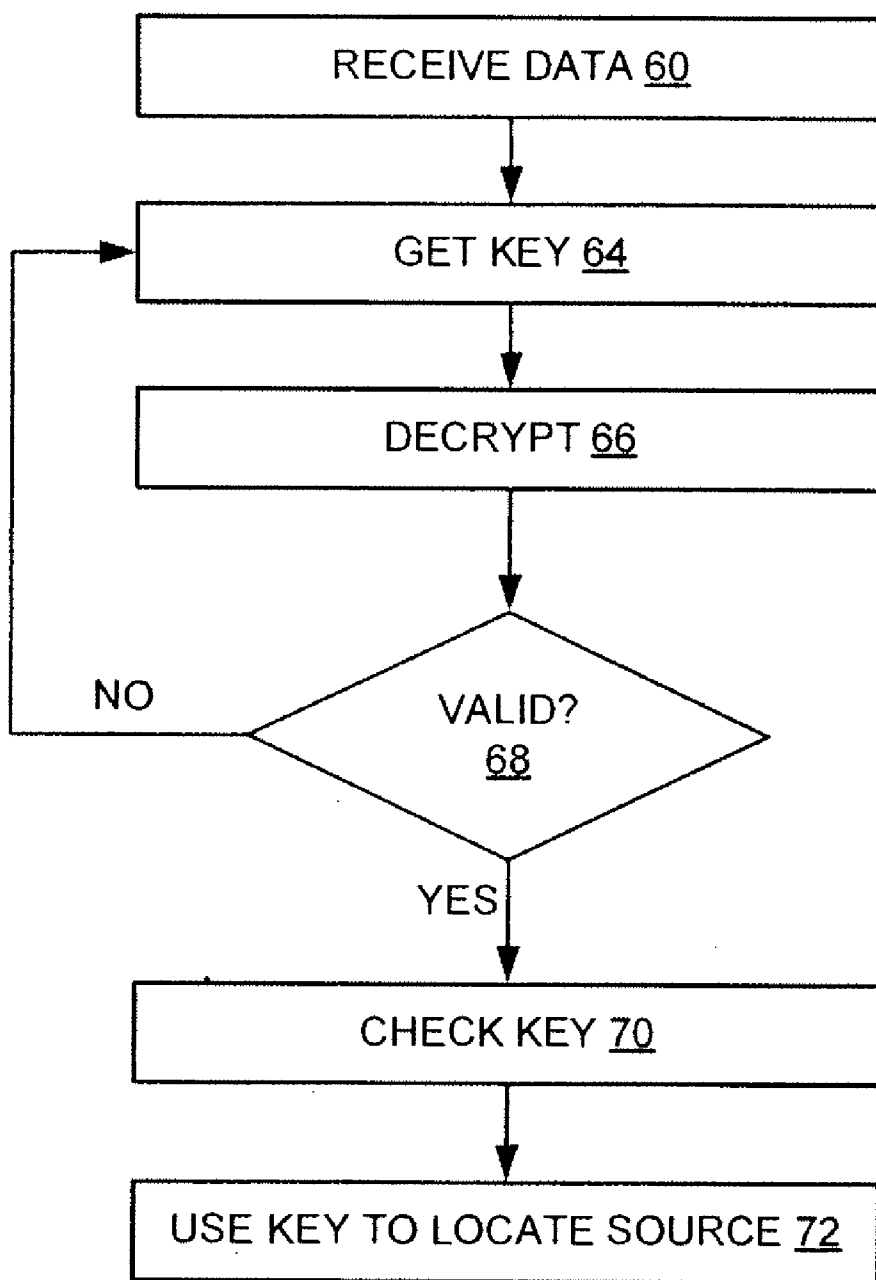 RECEIVE DATA 60
GET KEY 64
DECRYPT 66
VALID?
68
NO
YES
CHECK KEY 70
USE KEY TO LOCATE SOURCE 72